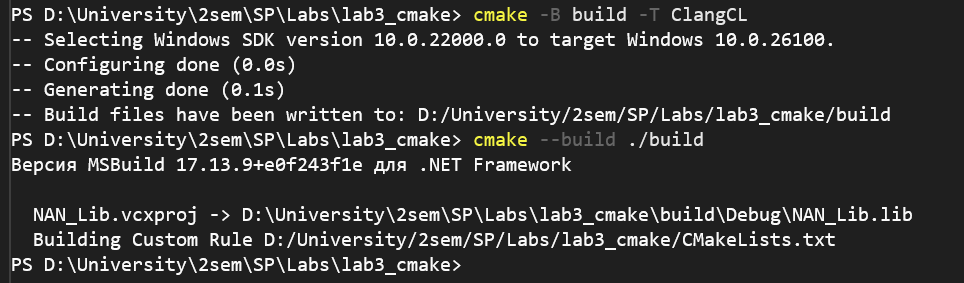 PS D:\University\2sem\SP\Labs\lab3_cmake> cmake -B build -T ClangCL
-- Selecting Windows SDK version 10.0.22000.0 to target Windows 10.0.26100.
-- Configuring done (0.0s)
-- Generating done (0.1s)
-- Build files have been written to: D:/University/2sem/SP/Labs/lab3_cmake/build
PS D:\University\2sem\SP\Labs\lab3_cmake> cmake --build ./build
Версия MSBuild 17.13.9+e0f243f1e для .NET Framework

  NAN_Lib.vcxproj -> D:\University\2sem\SP\Labs\lab3_cmake\build\Debug\NAN_Lib.lib
  Building Custom Rule D:/University/2sem/SP/Labs/lab3_cmake/CMakeLists.txt
PS D:\University\2sem\SP\Labs\lab3_cmake>